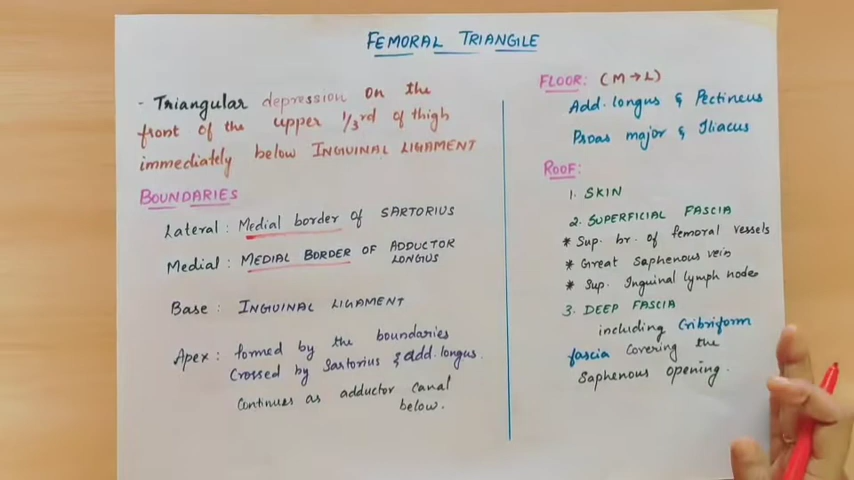 FEMORAL TRIANGLE
- Triangular depression on the
front of the upper 1/3rd of thigh
immediately below INGUINAL LIGAMENT
BOUNDARIES
Lateral : Medial border of SARTORIUS
Medial : MEDIAL BORDER OF ADDUCTOR
LONGUS
Base : INGUINAL LIGAMENT
Apex : formed by the boundaries
crossed by Sartorius & add. longus.
Continues as adductor canal
below.
FLOOR: (M→L)
Add. longus & Pectineus
Psoas major & Iliacus
ROOF:
1. SKIN
2. SUPERFICIAL FASCIA
* Sup. br. of femoral vessels
* Great Saphenous vein
* Sup. Inguinal lymph nodes
3. DEEP FASCIA
including Cribriform
fascia covering the
Saphenous opening.